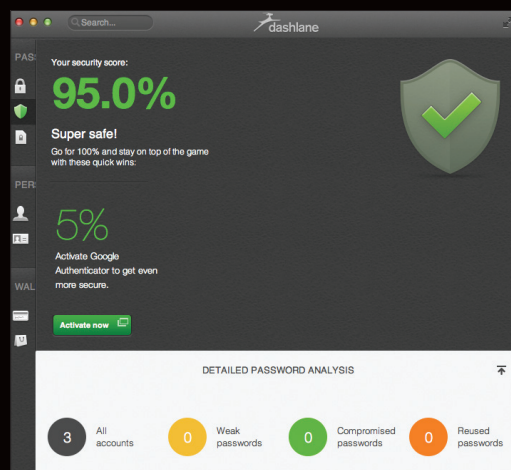 Search...
dashlane
PAS
Your security score:
95.0%
Super safe!
Go for 100% and stay on top of the game
with these quick wins:
PER
5%
Activate Google
Authenticator to get even
more secure.
WAL
Activate now
DETAILED PASSWORD ANALYSIS
3 All
accounts
0 Weak
passwords
0 Compromised
passwords
0 Reused
passwords